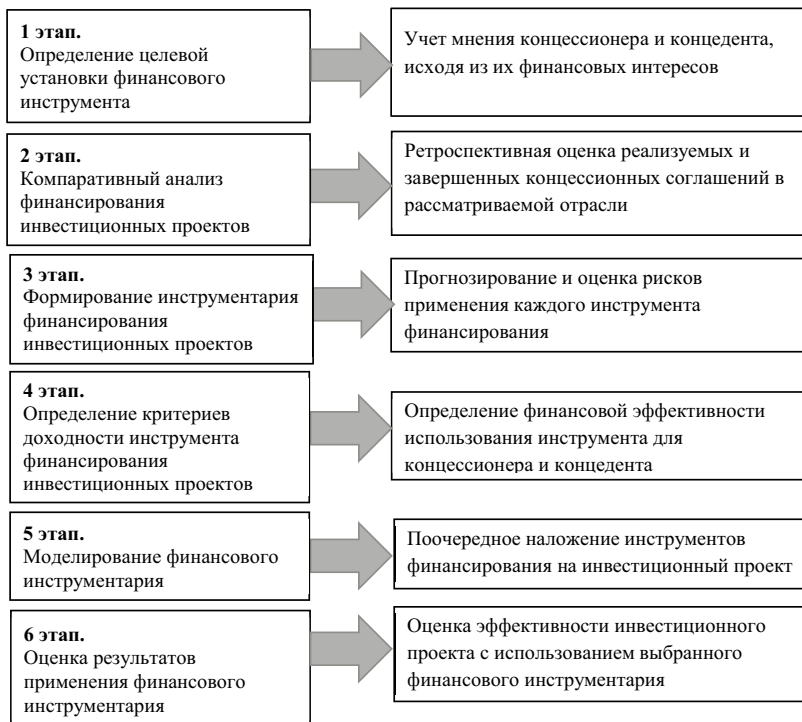 1 этап.
Определение целевой
установки финансового
инструмента
Учет мнения концессионера и концедента,
исходя из их финансовых интересов
2 этап.
Компаративный анализ
финансирования
инвестиционных проектов
Ретроспективная оценка реализуемых и
завершенных концессионных соглашений в
рассматриваемой отрасли
3 этап.
Формирование инструментария
финансирования
инвестиционных проектов
Прогнозирование и оценка рисков
применения каждого инструмента
финансирования
4 этап.
Определение критериев
доходности инструмента
финансирования
инвестиционных проектов
Определение финансовой эффективности
использования инструмента для
концессионера и концедента
5 этап.
Моделирование финансового
инструментария
Поочередное наложение инструментов
финансирования на инвестиционный проект
6 этап.
Оценка результатов
применения финансового
инструментария
Оценка эффективности инвестиционного
проекта с использованием выбранного
финансового инструментария